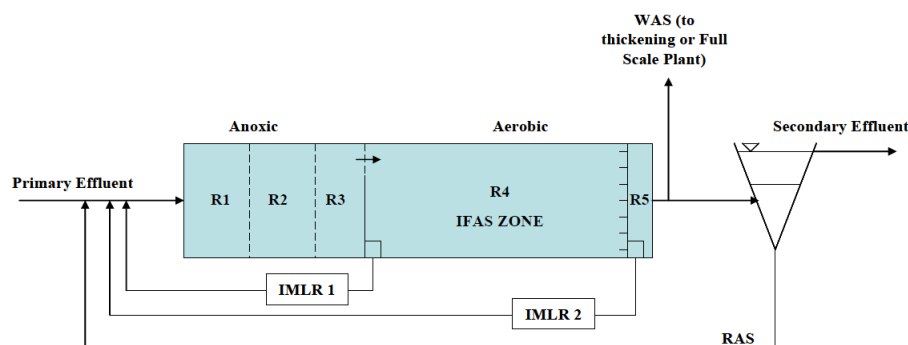 WAS (to
thickening or Full
Scale Plant)
Anoxic
Aerobic
Secondary Effluent
Primary Effluent
R1
R2
R3
R4
IFAS ZONE
R5
IMLR 1
IMLR 2
RAS